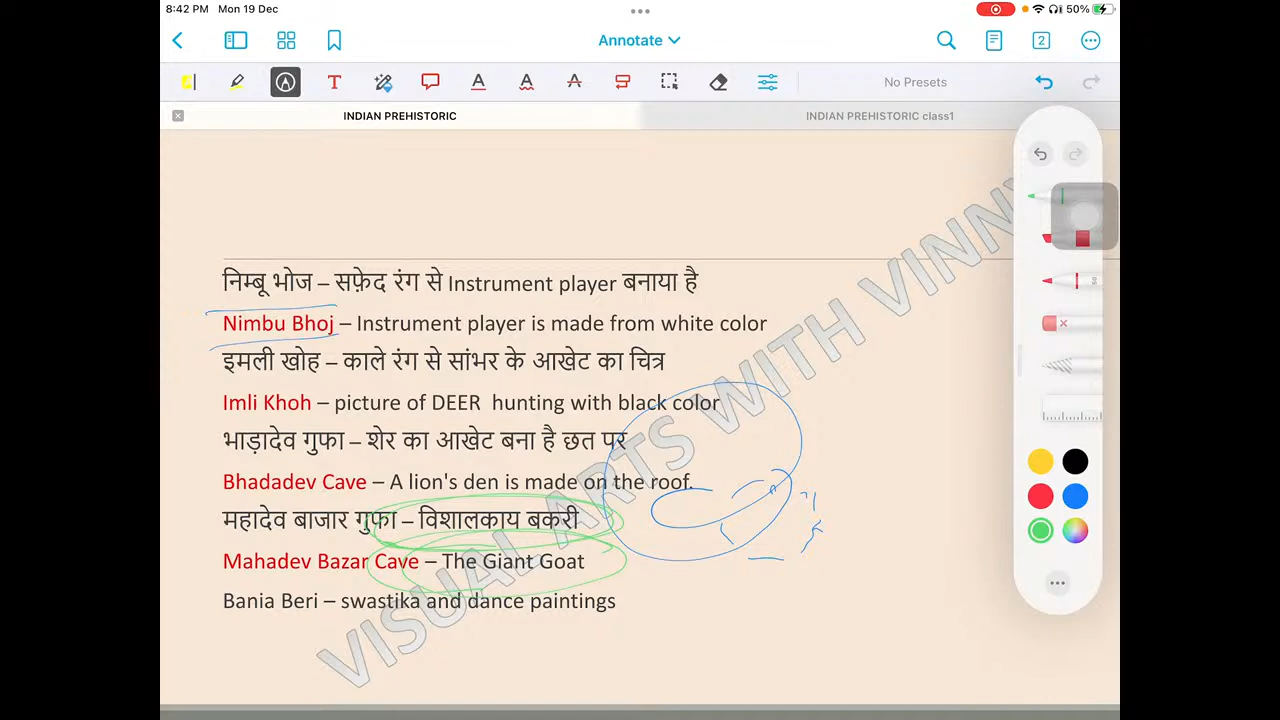 8:42 PM Mon 19 Dec
50%
Annotate
2
T
A
A
A
No Presets
INDIAN PREHISTORIC
INDIAN PREHISTORIC class1
निम्बू भोज – सफ़ेद रंग से Instrument player बनाया है
Nimbu Bhoj – Instrument player is made from white color
इमली खोह – काले रंग से सांभर के आखेट का चित्र
Imli Khoh – picture of DEER hunting with black color
भाड़ादेव गुफा – शेर का आखेट बना है छत पर
Bhadadev Cave – A lion's den is made on the roof.
महादेव बाजार गुफा – विशालकाय बकरी
Mahadev Bazar Cave – The Giant Goat
Bania Beri – swastika and dance paintings
VISUAL ARTS WITH VINNY